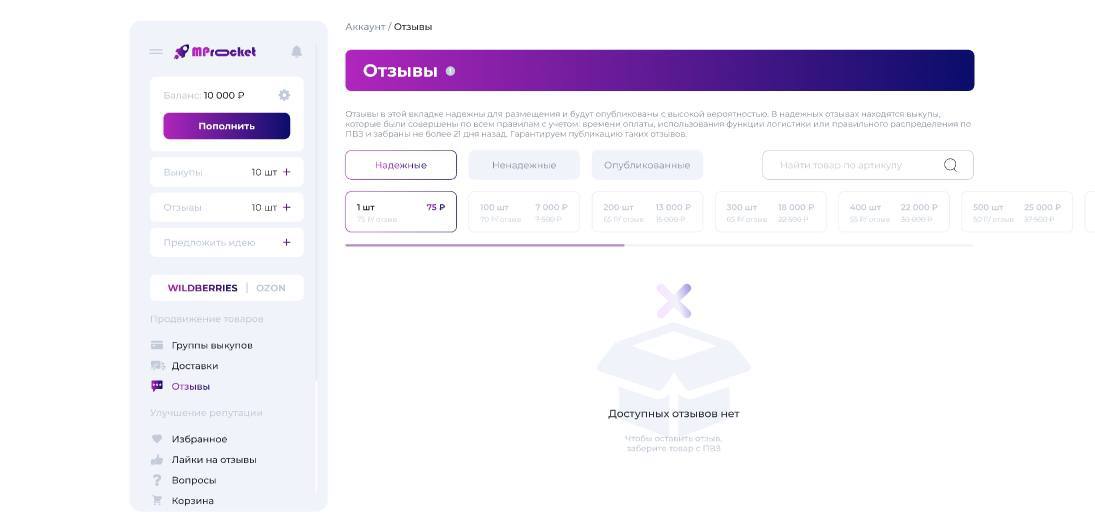 MProcket
Баланс: 10 000 ₽
Пополнить
Выкупы 10 шт +
Отзывы 10 шт +
Предложить идею +
WILDBERRIES | OZON
Продвижение товаров
Группы выкупов
Доставки
Отзывы
Улучшение репутации
Избранное
Лайки на отзывы
Вопросы
Корзина
Аккаунт / Отзывы
Отзывы
Отзывы в этой вкладке надежны для размещения и будут опубликованы с высокой вероятностью. В надежных отзывах находятся выкупы,
которые были совершены по всем правилам с учетом: времени оплаты, использования функции логистики или правильного распределения по
ПВЗ и забраны не более 21 дня назад. Гарантируем публикацию таких отзывов.
Надежные Ненадежные Опубликованные Найти товар по артикулу
1 шт 75 ₽ 100 шт 7 000 ₽ 200 шт 13 000 ₽ 300 шт 18 000 ₽ 400 шт 22 000 ₽ 500 шт 25 000 ₽
75 ₽/ отзыв 70 ₽/ отзыв 7 500 ₽ 65 ₽/ отзыв 15 000 ₽ 65 ₽/ отзыв 22 500 ₽ 55 ₽/ отзыв 30 000 ₽ 50 ₽/ отзыв 37 500 ₽
Доступных отзывов нет
Чтобы оставить отзыв,
заберите товар с ПВЗ